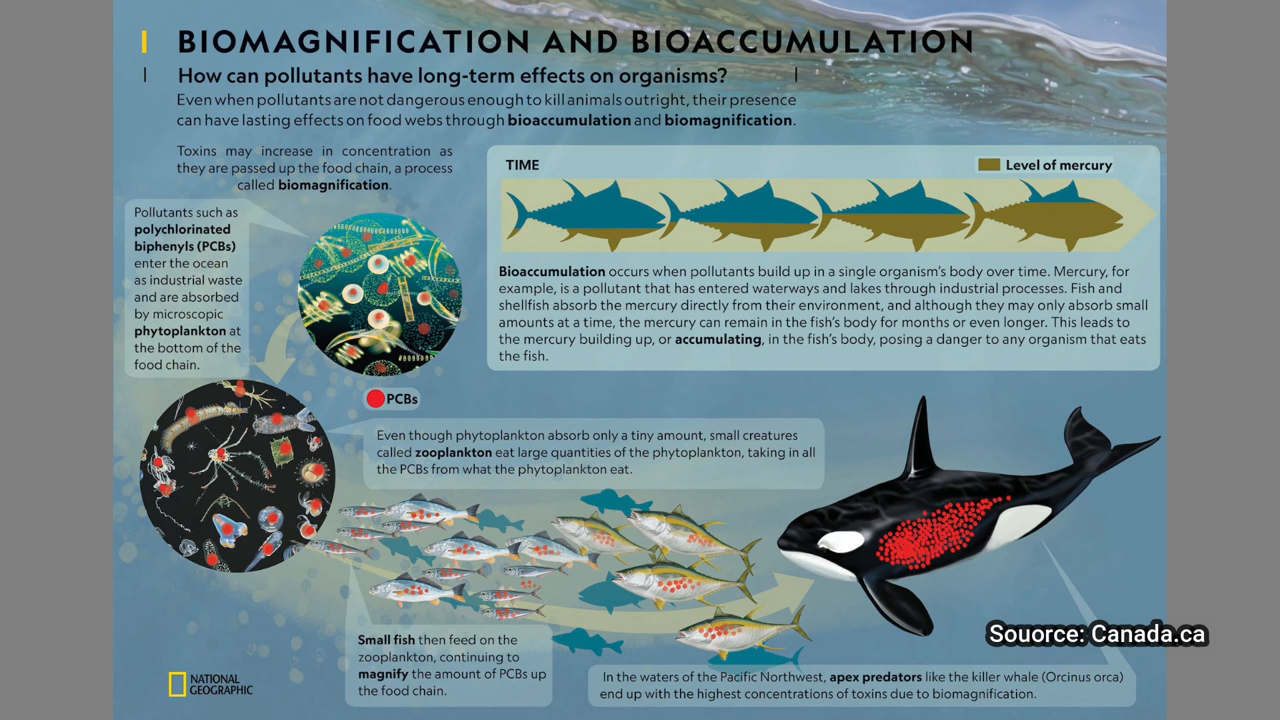 BIOMAGNIFICATION AND BIOACCUMULATION
How can pollutants have long-term effects on organisms?
Even when pollutants are not dangerous enough to kill animals outright, their presence
can have lasting effects on food webs through bioaccumulation and biomagnification.
Toxins may increase in concentration as
they are passed up the food chain, a process
called biomagnification.
Pollutants such as
polychlorinated
biphenyls (PCBs)
enter the ocean
as industrial waste
and are absorbed
by microscopic
phytoplankton at
the bottom of the
food chain.
TIME
Level of mercury
Bioaccumulation occurs when pollutants build up in a single organism's body over time. Mercury, for
example, is a pollutant that has entered waterways and lakes through industrial processes. Fish and
shellfish absorb the mercury directly from their environment, and although they may only absorb small
amounts at a time, the mercury can remain in the fish's body for months or even longer. This leads to
the mercury building up, or accumulating, in the fish's body, posing a danger to any organism that eats
the fish.
PCBs
Even though phytoplankton absorb only a tiny amount, small creatures
called zooplankton eat large quantities of the phytoplankton, taking in all
the PCBs from what the phytoplankton eat.
Small fish then feed on the
zooplankton, continuing to
magnify the amount of PCBs up
the food chain.
In the waters of the Pacific Northwest, apex predators like the killer whale (Orcinus orca)
end up with the highest concentrations of toxins due to biomagnification.
Souorce: Canada.ca
NATIONAL
GEOGRAPHIC